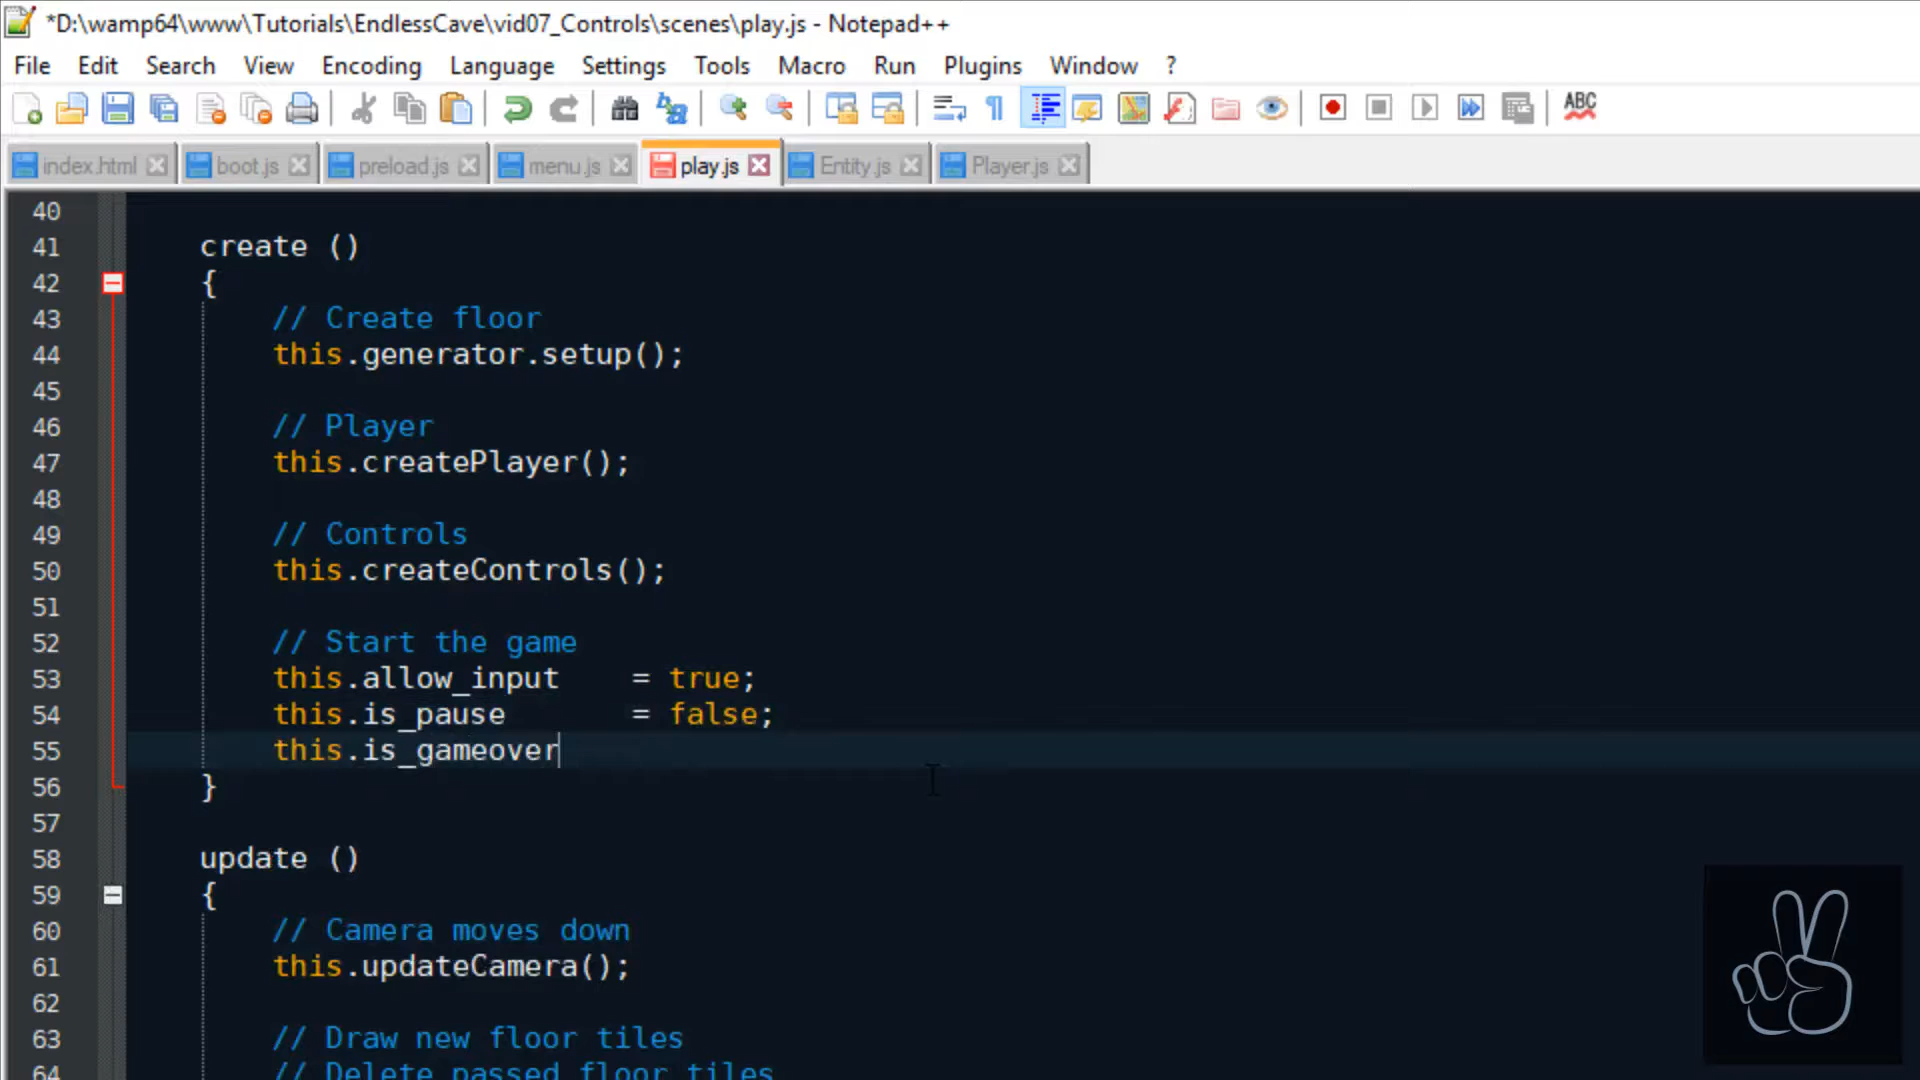 *D:\wamp64\www\Tutorials\EndlessCave\vid07_Controls\scenes\play.js - Notepad++
File Edit Search View Encoding Language Settings Tools Macro Run Plugins Window ?
ABC
index.html boot.js preload.js menu.js play.js Entity.js Player.js
40
41 create ()
42 {
43 // Create floor
44 this.generator.setup();
45
46 // Player
47 this.createPlayer();
48
49 // Controls
50 this.createControls();
51
52 // Start the game
53 this.allow_input = true;
54 this.is_pause = false;
55 this.is_gameover
56 }
57
58 update ()
59 {
60 // Camera moves down
61 this.updateCamera();
62
63 // Draw new floor tiles
64 // Delete passed floor tiles